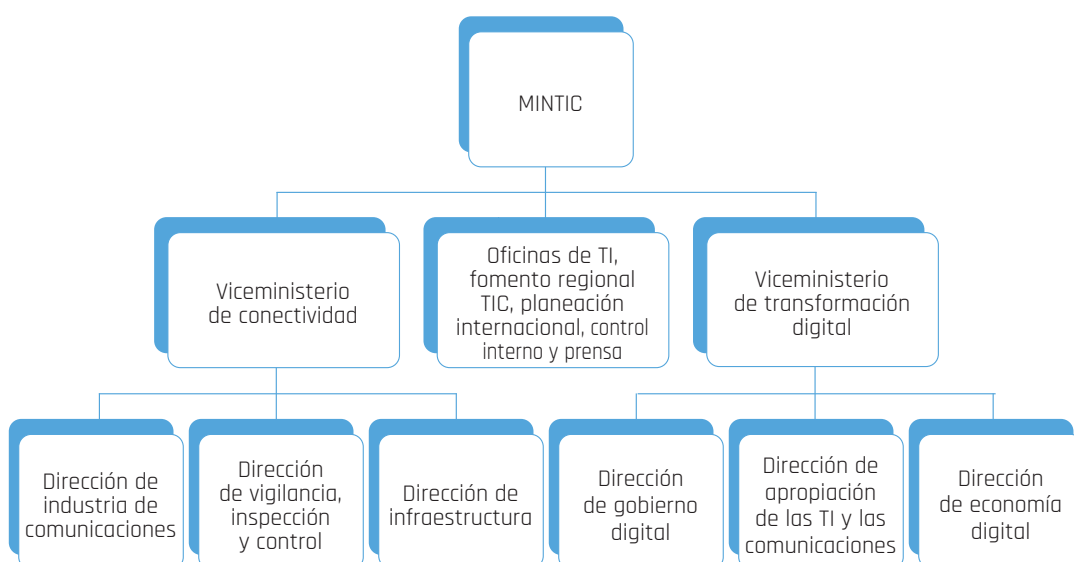 MINTIC
Viceministerio
de conectividad
Oficinas de TI,
fomento regional
TIC, planeación
internacional, control
interno y prensa
Viceministerio
de transformación
digital
Dirección de
industria de
comunicaciones
Dirección
de vigilancia,
inspección
y control
Dirección de
infraestructura
Dirección
de gobierno
digital
Dirección de
apropiación
de las TI y las
comunicaciones
Dirección
de economía
digital